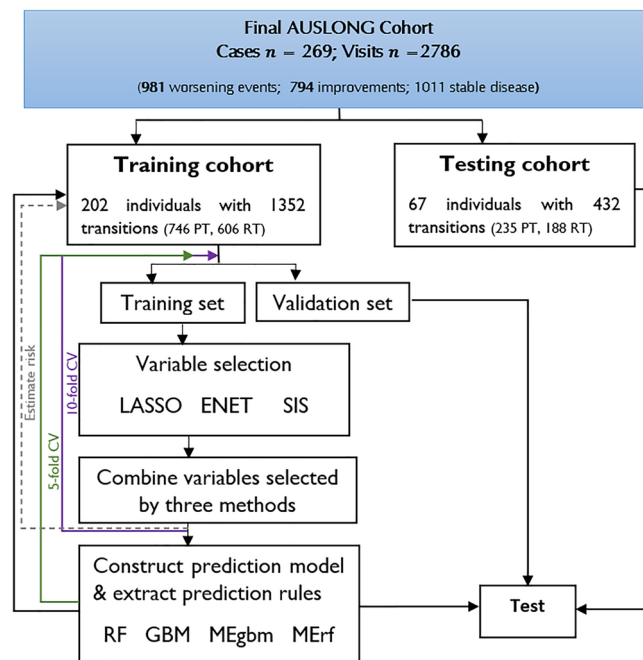 Final AUSLONG Cohort
Cases n = 269; Visits n =2786
(981 worsening events; 794 improvements; 1011 stable disease)
Training cohort
202 individuals with 1352
transitions (746 PT, 606 RT)
Testing cohort
67 individuals with 432
transitions (235 PT, 188 RT)
Training set
Validation set
Variable selection
LASSO ENET SIS
Estimate risk
10-fold CV
5-fold CV
Combine variables selected
by three methods
Construct prediction model
& extract prediction rules
RF GBM MEgbm MErf
Test